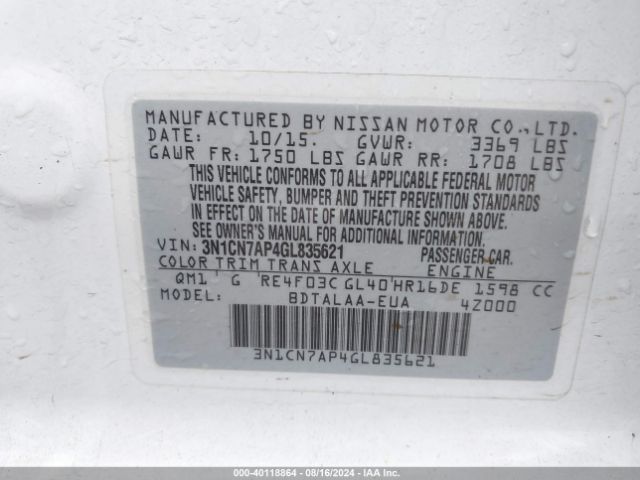 MANUFACTURED BY NISSAN MOTOR CO., LTD.
DATE: 10/15. GVWR: 3369 LBS
GAWR FR: 1750 LBS GAWR RR: 1708 LBS
THIS VEHICLE CONFORMS TO ALL APPLICABLE FEDERAL MOTOR
VEHICLE SAFETY, BUMPER AND THEFT PREVENTION STANDARDS
IN EFFECT ON THE DATE OF MANUFACTURE SHOWN ABOVE.
SEE OWNER'S MANUAL FOR ADDITIONAL INFORMATION.
VIN: 3N1CN7AP4GL835621 PASSENGER CAR.
COLOR TRIM TRANS AXLE ENGINE
QM1 G RE4F03C GL40 HR16DE 1598 CC
MODEL: BDTALAA-EUA 4Z000
3N1CN7AP4GL835621
000-40118864 / 08/16/2024 / Copyright IAA